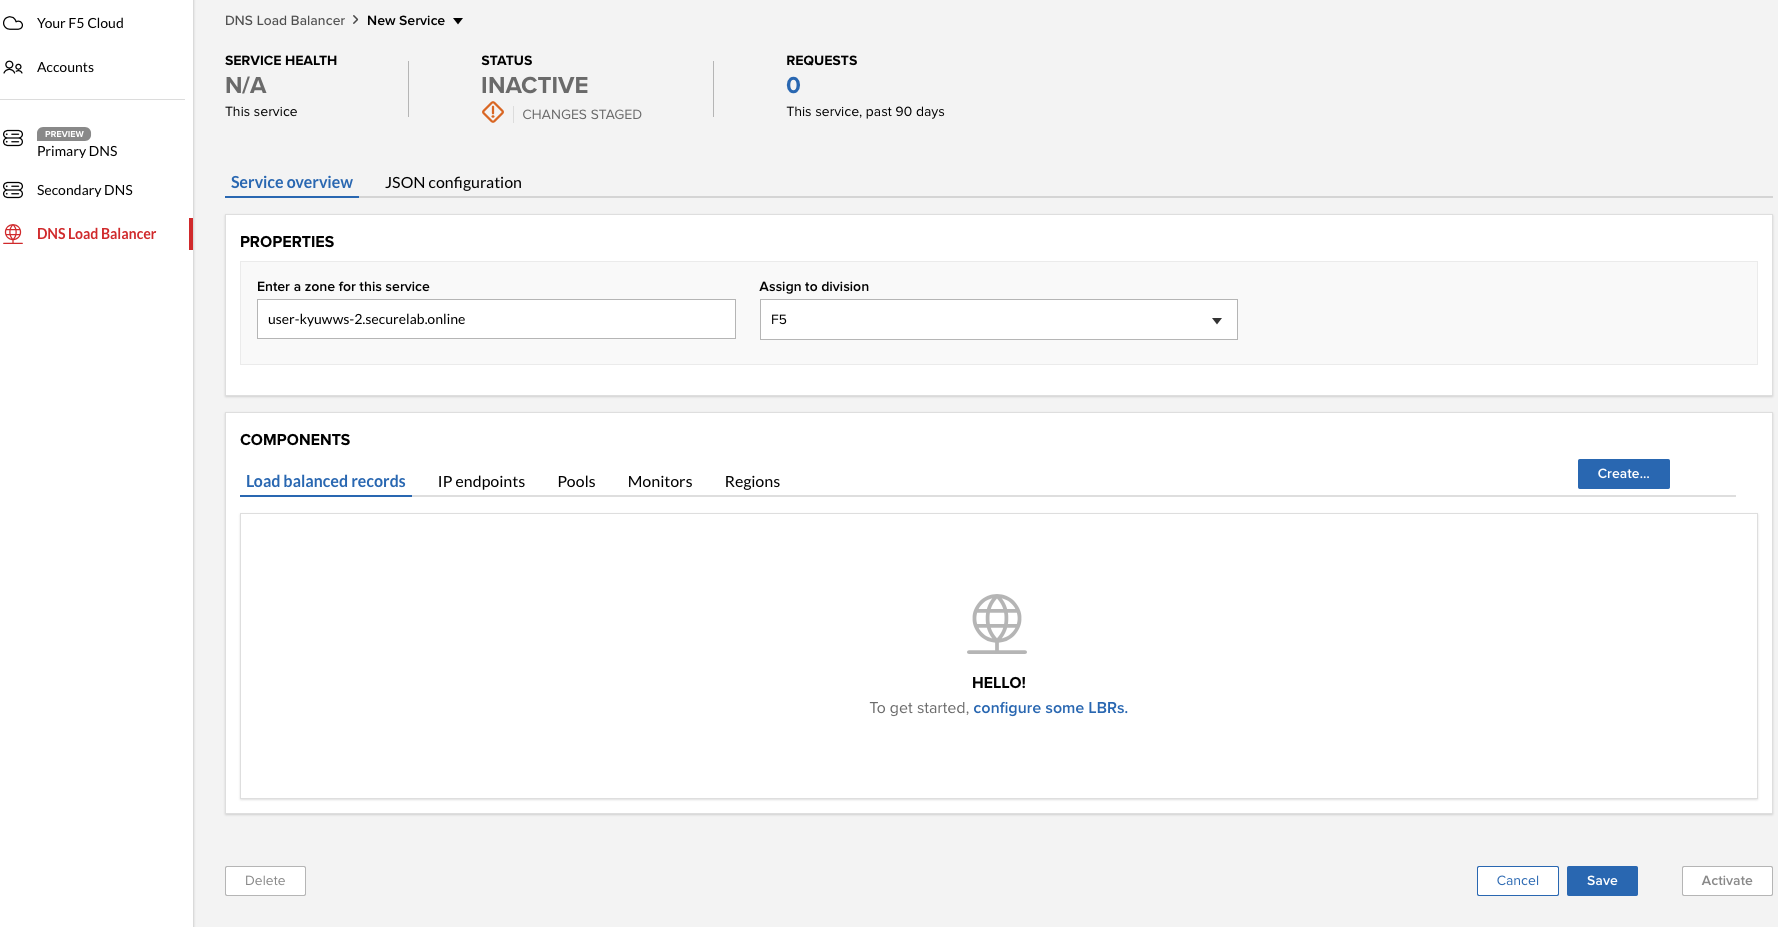 Your F5 Cloud
Accounts
PREVIEW
Primary DNS
Secondary DNS
DNS Load Balancer
DNS Load Balancer > New Service
SERVICE HEALTH
N/A
This service
STATUS
INACTIVE
CHANGES STAGED
REQUESTS
0
This service, past 90 days
Service overview JSON configuration
PROPERTIES
Enter a zone for this service
user-kyuwws-2.securelab.online
Assign to division
F5
COMPONENTS
Load balanced records IP endpoints Pools Monitors Regions
Create...
HELLO!
To get started, configure some LBRs.
Delete
Cancel
Save
Activate